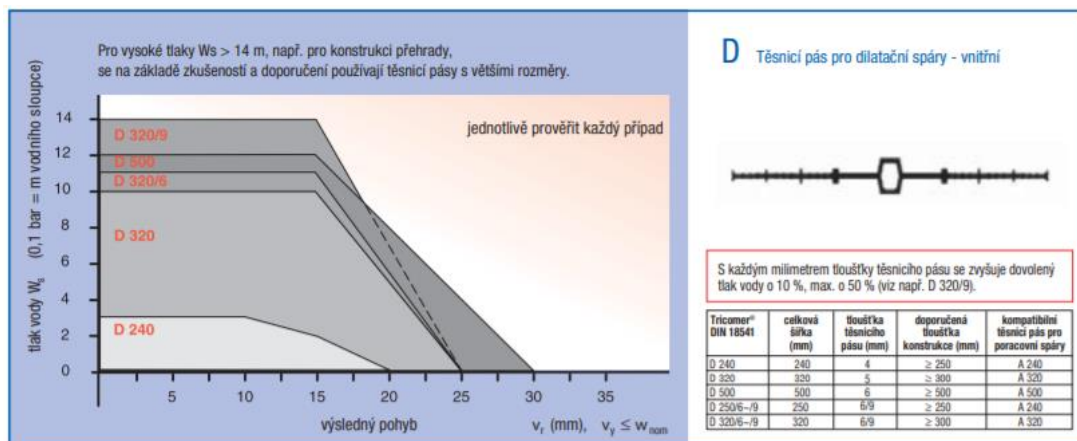 Pro vysoké tlaky Ws > 14 m, např. pro konstrukci přehrady,
se na základě zkušeností a doporučení používají těsnicí pásy s většími rozměry.
tlak vody Ws (0,1 bar = m vodního sloupce)
14
12
10
8
6
4
2
0
D 320/9
D 500
D 320/6
D 320
D 240
jednotlivě prověřit každý případ
5 10 15 20 25 30 35
výsledný pohyb vr (mm), vy ≤ wnom
D Těsnicí pás pro dilatační spáry - vnitřní
S každým milimetrem tloušťky těsnicího pásu se zvyšuje dovolený
tlak vody o 10 %, max. o 50 % (viz např. D 320/9).
Tricomer® DIN 18541 | celková šířka (mm) | tloušťka těsnicího pásu (mm) | doporučená tloušťka konstrukce (mm) | kompatibilní těsnicí pás pro poracovní spáry
D 240 240 4 ≥ 250 A 240
D 320 320 5 ≥ 300 A 320
D 500 500 6 ≥ 500 A 500
D 250/6~/9 250 6/9 ≥ 250 A 240
D 320/6~/9 320 6/9 ≥ 300 A 320